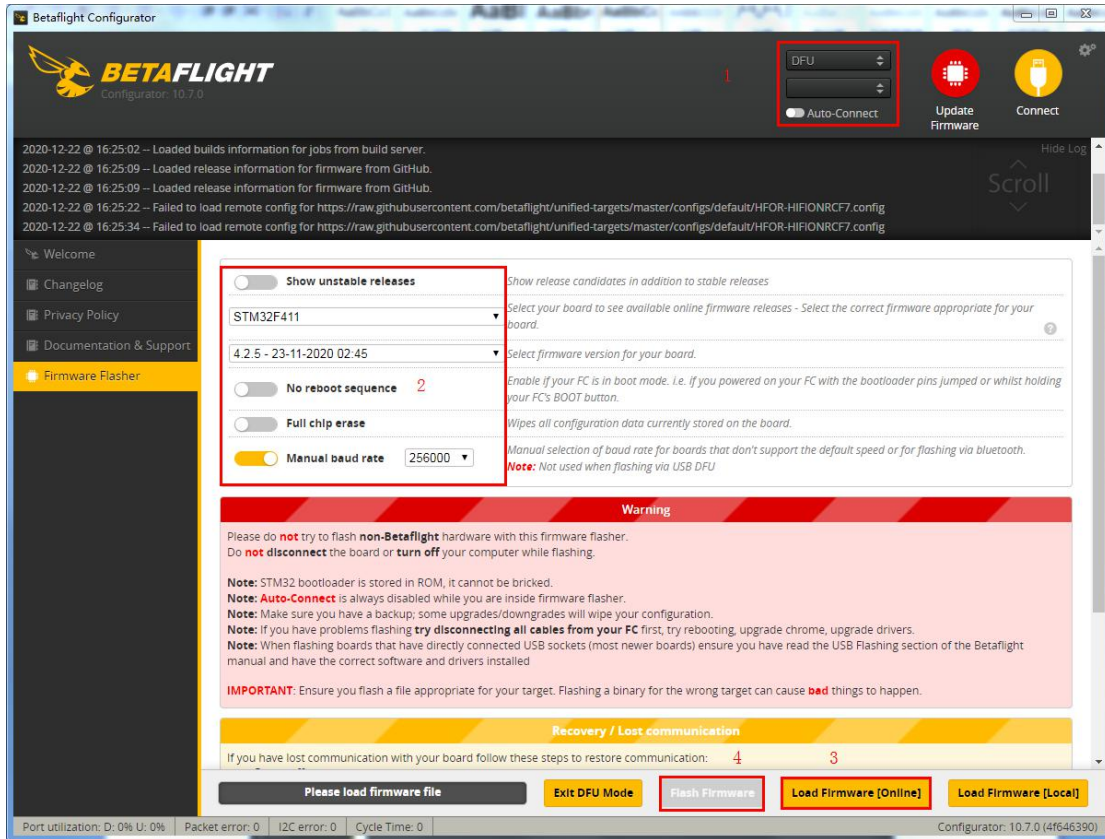 Betaflight Configurator
BETAFLIGHT
Configurator: 10.7.0
1
DFU
Auto-Connect
Update
Firmware
Connect
2020-12-22 @ 16:25:02 -- Loaded builds information for jobs from build server.
2020-12-22 @ 16:25:09 -- Loaded release information for firmware from GitHub.
2020-12-22 @ 16:25:09 -- Loaded release information for firmware from GitHub.
2020-12-22 @ 16:25:22 -- Failed to load remote config for https://raw.githubusercontent.com/betaflight/unified-targets/master/configs/default/HFOR-HIFIONRCF7.config
2020-12-22 @ 16:25:34 -- Failed to load remote config for https://raw.githubusercontent.com/betaflight/unified-targets/master/configs/default/HFOR-HIFIONRCF7.config
Hide Log
Scroll
Welcome
Changelog
Privacy Policy
Documentation & Support
Firmware Flasher
Show unstable releases
Show release candidates in addition to stable releases
STM32F411
Select your board to see available online firmware releases - Select the correct firmware appropriate for your
board.
4.2.5 - 23-11-2020 02:45
Select firmware version for your board.
No reboot sequence 2
Enable if your FC is in boot mode. i.e. if you powered on your FC with the bootloader pins jumped or whilst holding
your FC's BOOT button.
Full chip erase
Wipes all configuration data currently stored on the board.
Manual baud rate 256000
Manual selection of baud rate for boards that don't support the default speed or for flashing via bluetooth.
Note: Not used when flashing via USB DFU
Warning
Please do not try to flash non-Betaflight hardware with this firmware flasher.
Do not disconnect the board or turn off your computer while flashing.
Note: STM32 bootloader is stored in ROM, it cannot be bricked.
Note: Auto-Connect is always disabled while you are inside firmware flasher.
Note: Make sure you have a backup; some upgrades/downgrades will wipe your configuration.
Note: If you have problems flashing try disconnecting all cables from your FC first, try rebooting, upgrade chrome, upgrade drivers.
Note: When flashing boards that have directly connected USB sockets (most newer boards) ensure you have read the USB Flashing section of the Betaflight
manual and have the correct software and drivers installed
IMPORTANT: Ensure you flash a file appropriate for your target. Flashing a binary for the wrong target can cause bad things to happen.
Recovery / Lost communication
If you have lost communication with your board follow these steps to restore communication:
4
3
Please load firmware file
Exit DFU Mode
Flash Firmware
Load Firmware [Online]
Load Firmware [Local]
Port utilization: D: 0% U: 0%
Packet error: 0
I2C error: 0
Cycle Time: 0
Configurator: 10.7.0 (4f646390)